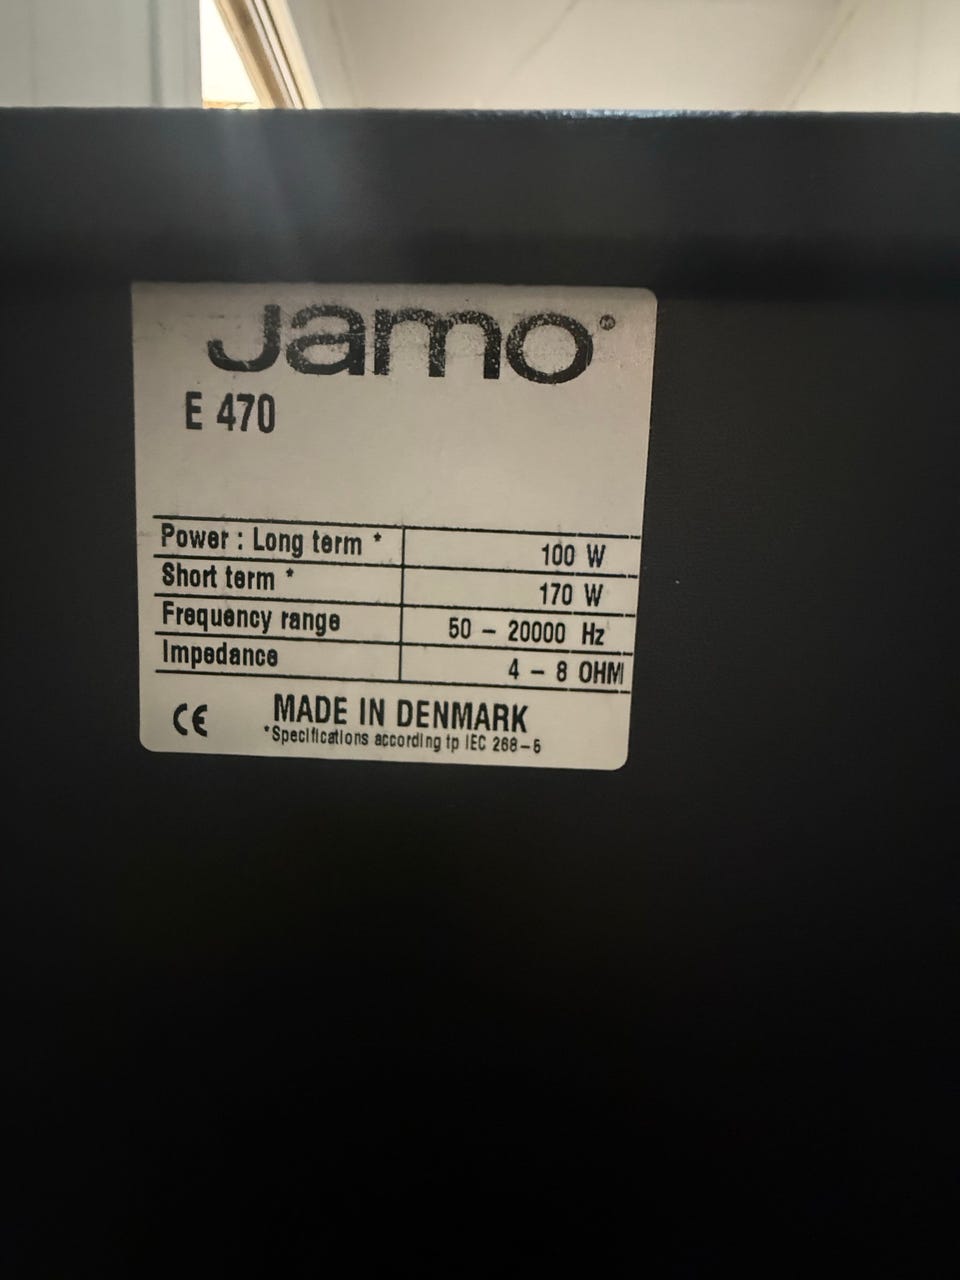 Jamo®
E 470
Power : Long term * 100 W
Short term * 170 W
Frequency range 50 – 20000 Hz
Impedance 4 – 8 OHM
CE MADE IN DENMARK
*Specifications according tp IEC 268–5